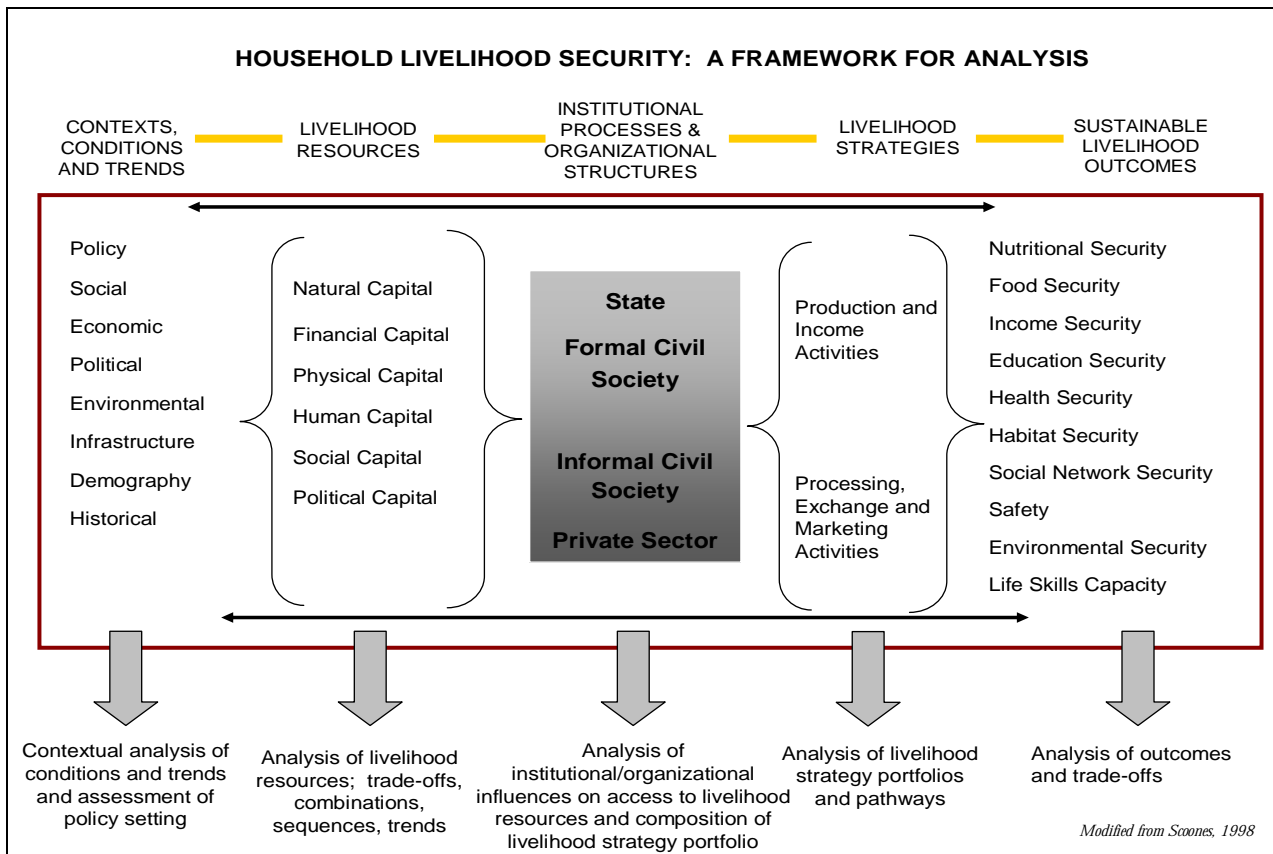 HOUSEHOLD LIVELIHOOD SECURITY: A FRAMEWORK FOR ANALYSIS
CONTEXTS,
CONDITIONS
AND TRENDS
LIVELIHOOD
RESOURCES
INSTITUTIONAL
PROCESSES &
ORGANIZATIONAL
STRUCTURES
LIVELIHOOD
STRATEGIES
SUSTAINABLE
LIVELIHOOD
OUTCOMES
Policy
Social
Economic
Political
Environmental
Infrastructure
Demography
Historical
Natural Capital
Financial Capital
Physical Capital
Human Capital
Social Capital
Political Capital
State
Formal Civil
Society
Informal Civil
Society
Private Sector
Production and
Income
Activities
Processing,
Exchange and
Marketing
Activities
Nutritional Security
Food Security
Income Security
Education Security
Health Security
Habitat Security
Social Network Security
Safety
Environmental Security
Life Skills Capacity
Contextual analysis of
conditions and trends
and assessment of
policy setting
Analysis of livelihood
resources; trade-offs,
combinations,
sequences, trends
Analysis of
institutional/organizational
influences on access to livelihood
resources and composition of
livelihood strategy portfolio
Analysis of livelihood
strategy portfolios
and pathways
Analysis of outcomes
and trade-offs
Modified from Scoones, 1998